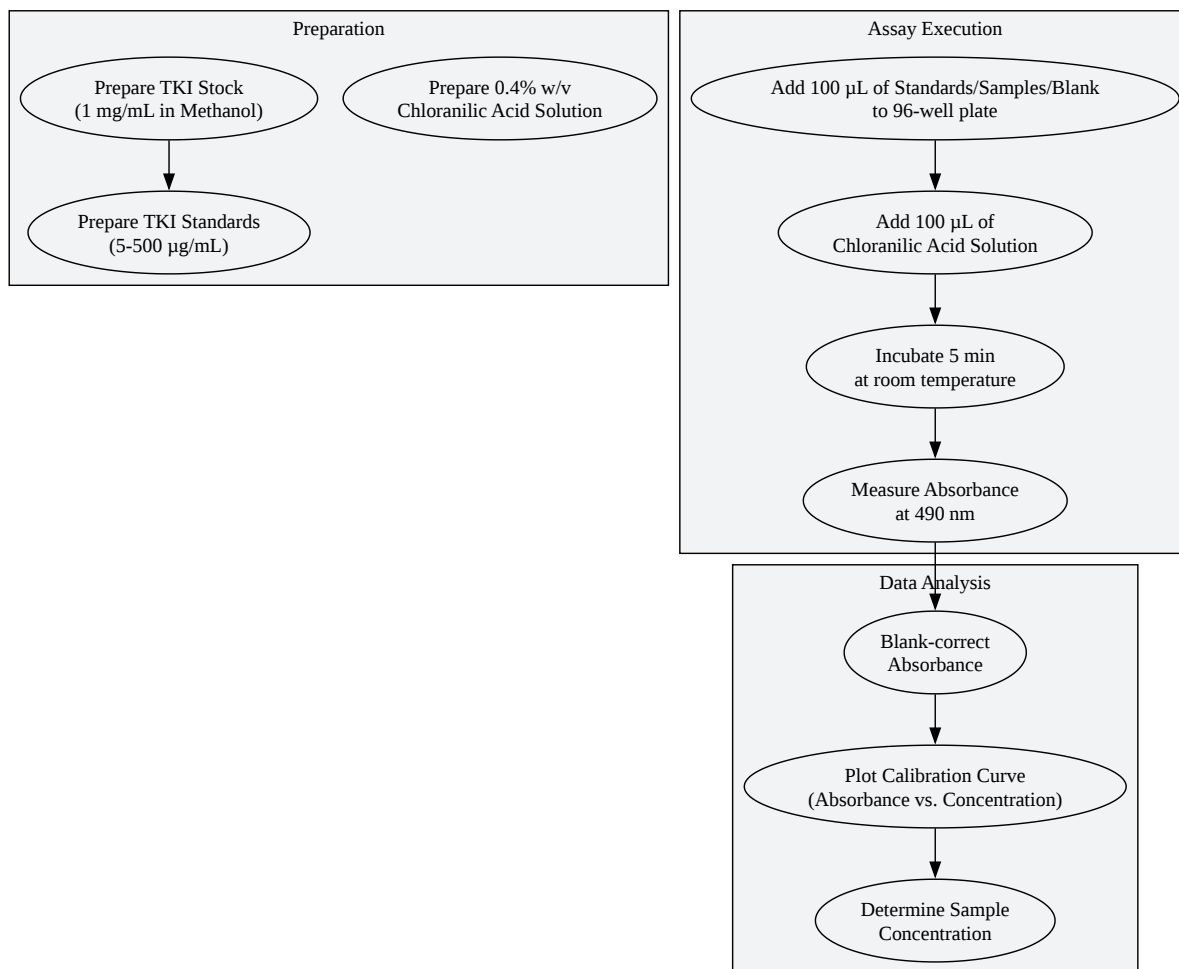 Preparation
Prepare TKI Stock
(1 mg/mL in Methanol)
Prepare 0.4% w/v
Chloranilic Acid Solution
Prepare TKI Standards
(5-500 µg/mL)
Assay Execution
Add 100 µL of Standards/Samples/Blank
to 96-well plate
Add 100 µL of
Chloranilic Acid Solution
Incubate 5 min
at room temperature
Measure Absorbance
at 490 nm
Data Analysis
Blank-correct
Absorbance
Plot Calibration Curve
(Absorbance vs. Concentration)
Determine Sample
Concentration